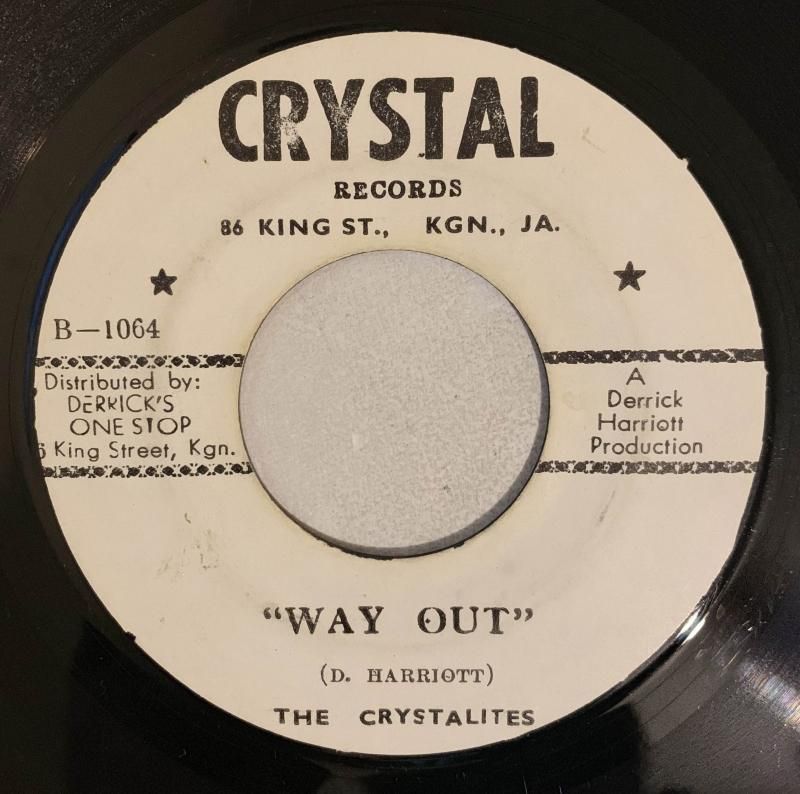 CRYSTAL
RECORDS
86 KING ST., KGN., JA.
B—1064
Distributed by:
DERRICK'S
ONE STOP
6 King Street, Kgn.
A
Derrick
Harriott
Production
“WAY OUT”
(D. HARRIOTT)
THE CRYSTALITES